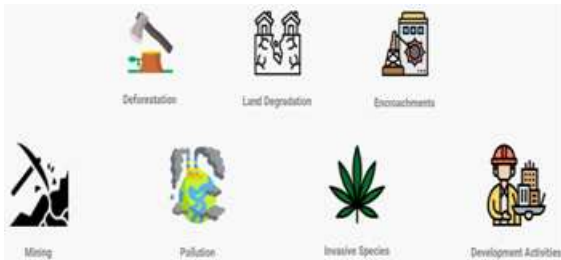 Deforestation
Land Degradation
Encroachments
Mining
Pollution
Invasive Species
Development Activities